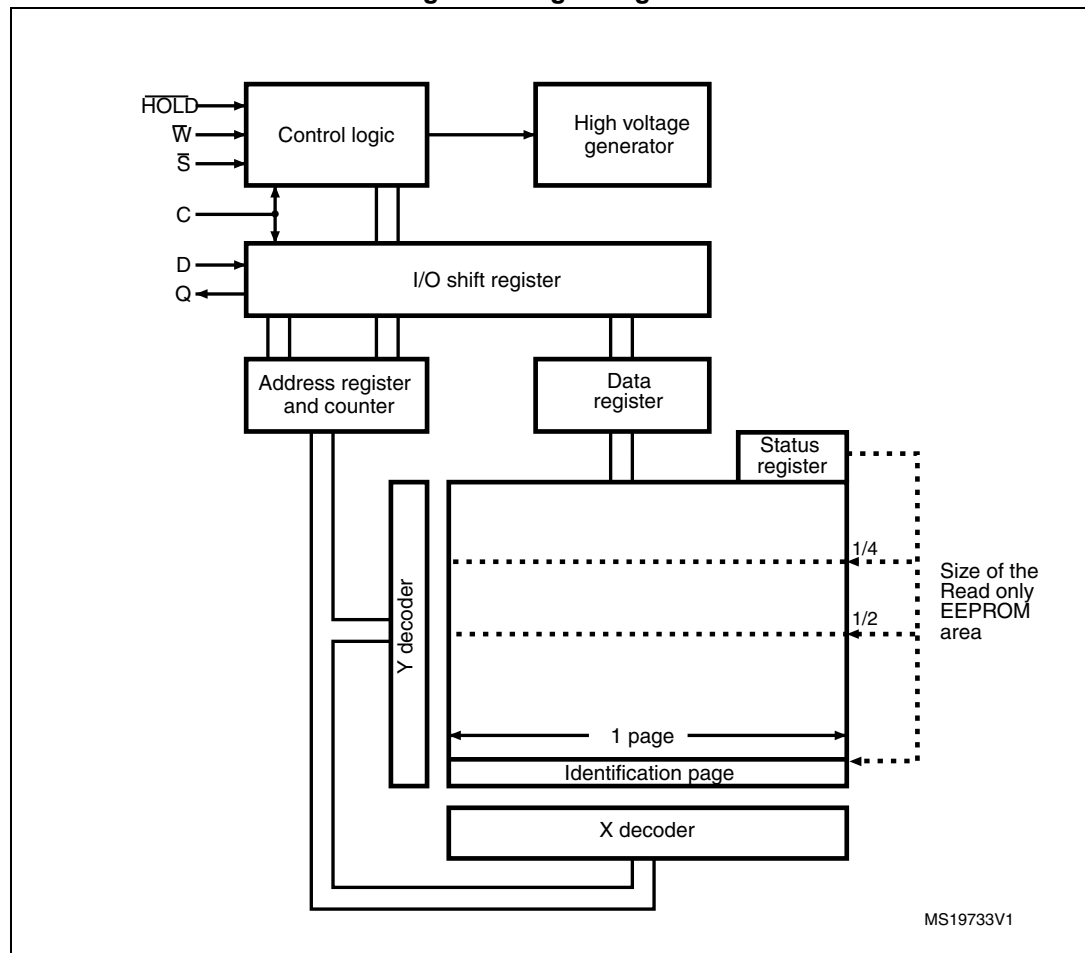 HOLD
W
S
C
D
Q
Control logic
High voltage
generator
I/O shift register
Address register
and counter
Data
register
Status
register
1/4
1/2
Size of the
Read only
EEPROM
area
Y decoder
1 page
Identification page
X decoder
MS19733V1